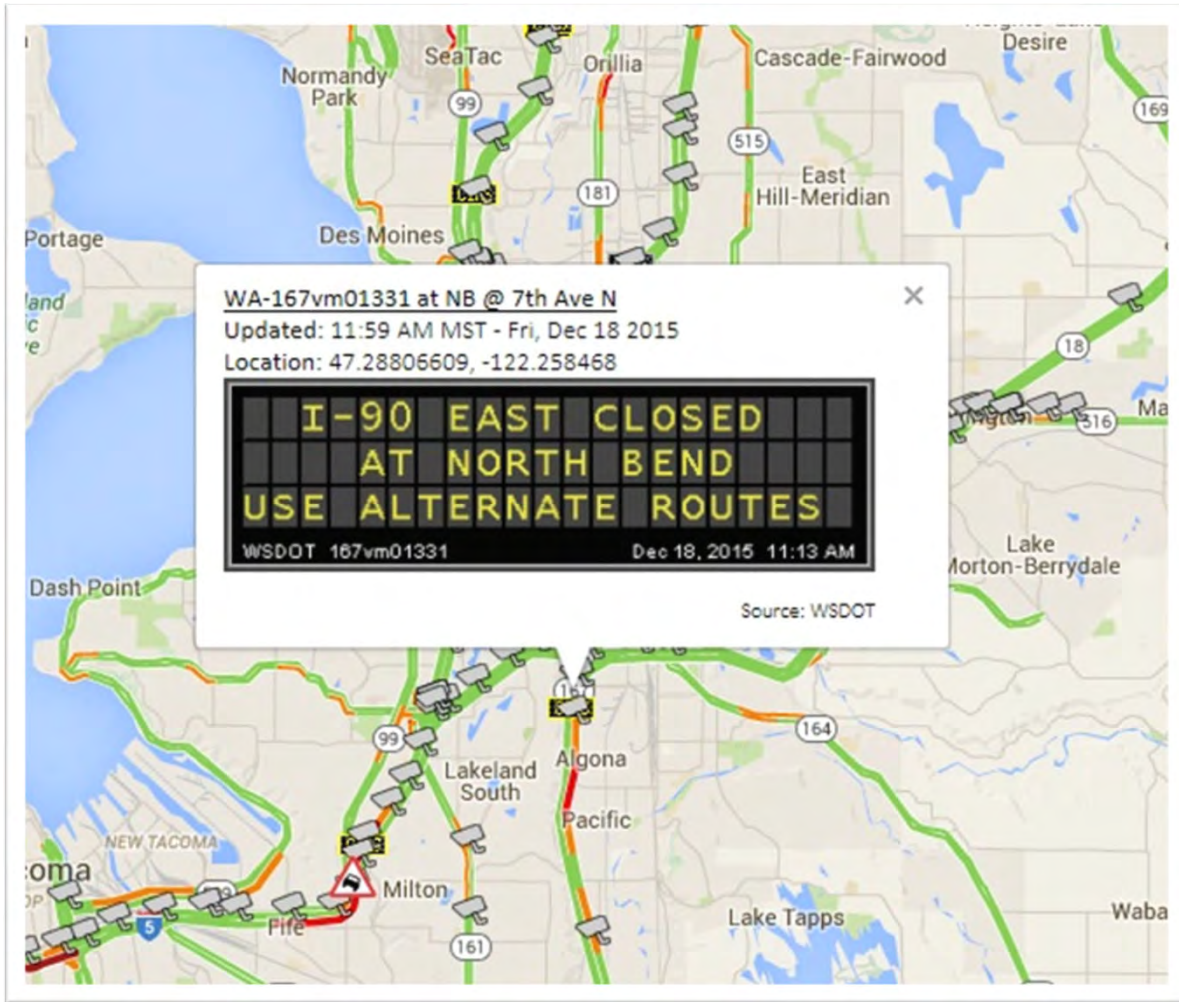 SeaTac
Orillia
Desire
Cascade-Fairwood
Normandy
Park
99
169
515
East
Hill-Meridian
181
Portage
Des Moines
WA-167vm01331 at NB @ 7th Ave N
Updated: 11:59 AM MST - Fri, Dec 18 2015
Location: 47.28806609, -122.258468
18
I-90 EAST CLOSED
AT NORTH BEND
USE ALTERNATE ROUTES
WSDOT 167vm01331
Dec 18, 2015 11:13 AM
516
Ma
Source: WSDOT
Lake
Morton-Berrydale
Dash Point
99
164
Algona
Lakeland
South
Pacific
NEW TACOMA
coma
Milton
Fife
5
161
Lake Tapps
Waba